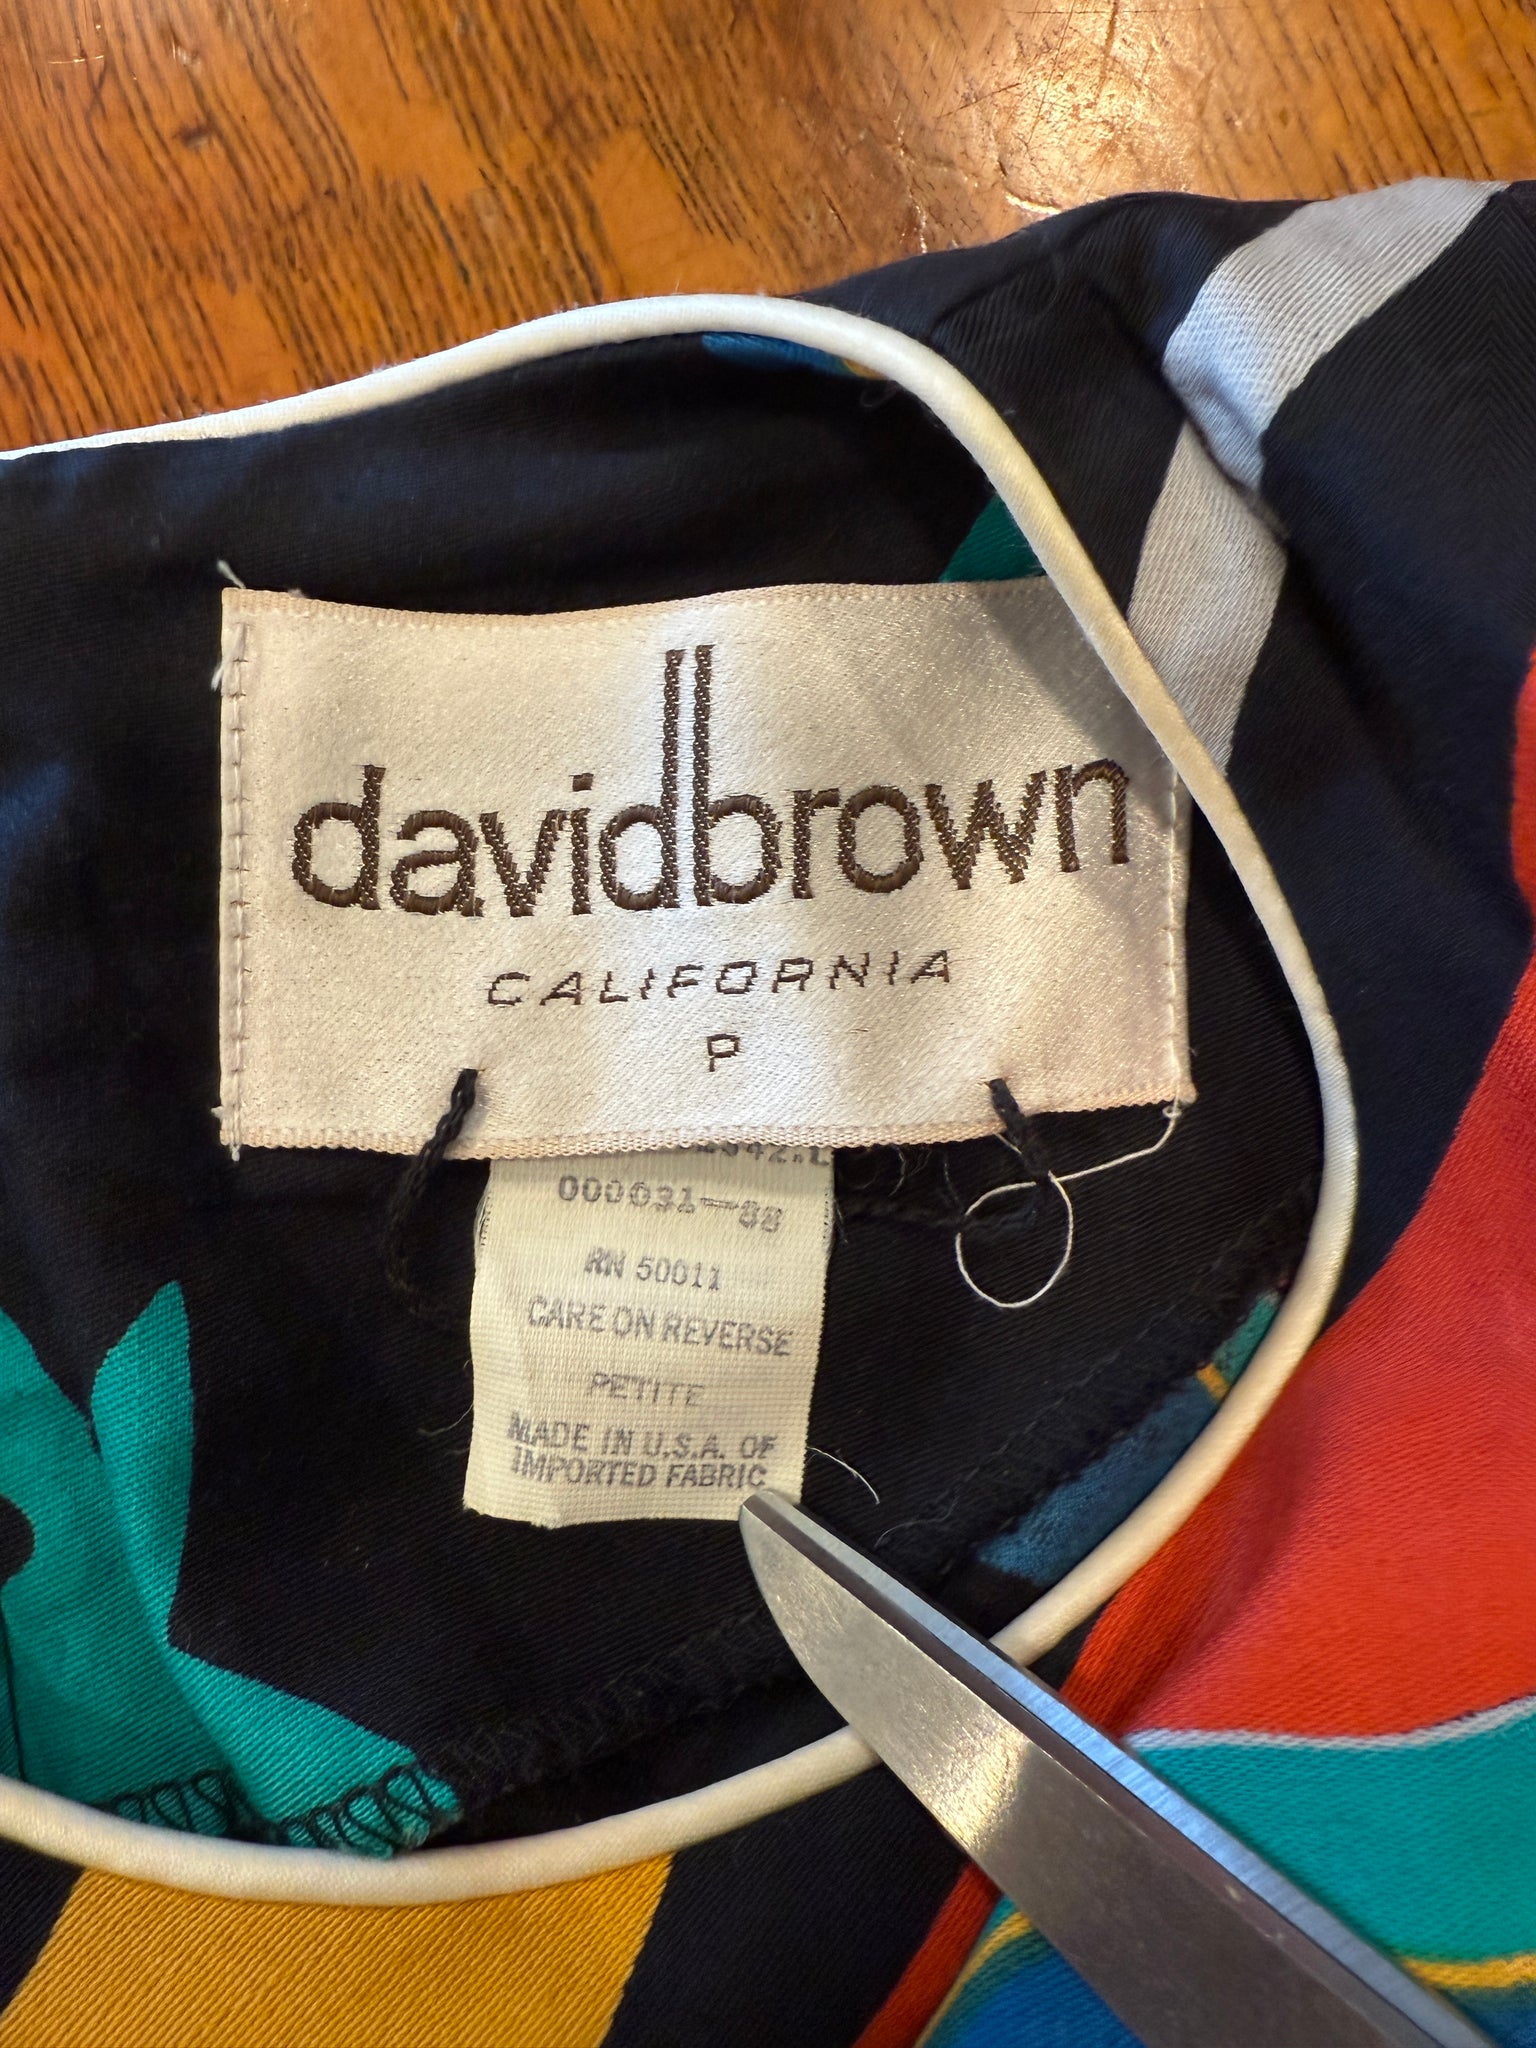 davidbrown
CALIFORNIA
P
000031-88
RN 50011
CARE ON REVERSE
PETITE
MADE IN U.S.A. OF
IMPORTED FABRIC